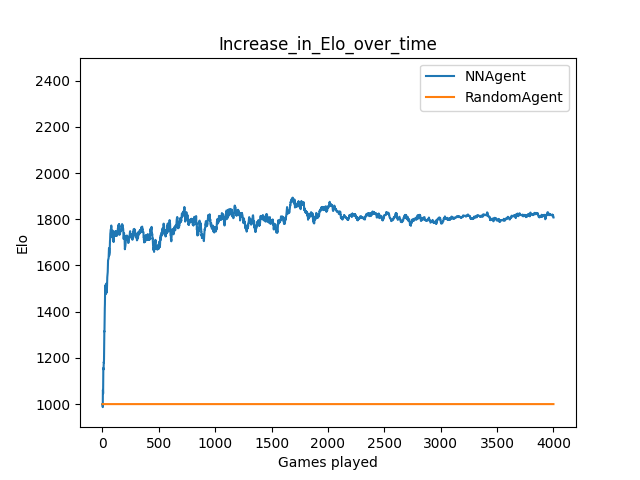 Increase_in_Elo_over_time
NNAgent
RandomAgent
2400
2200
2000
1800
1600
1400
1200
1000
Elo
0 500 1000 1500 2000 2500 3000 3500 4000
Games played